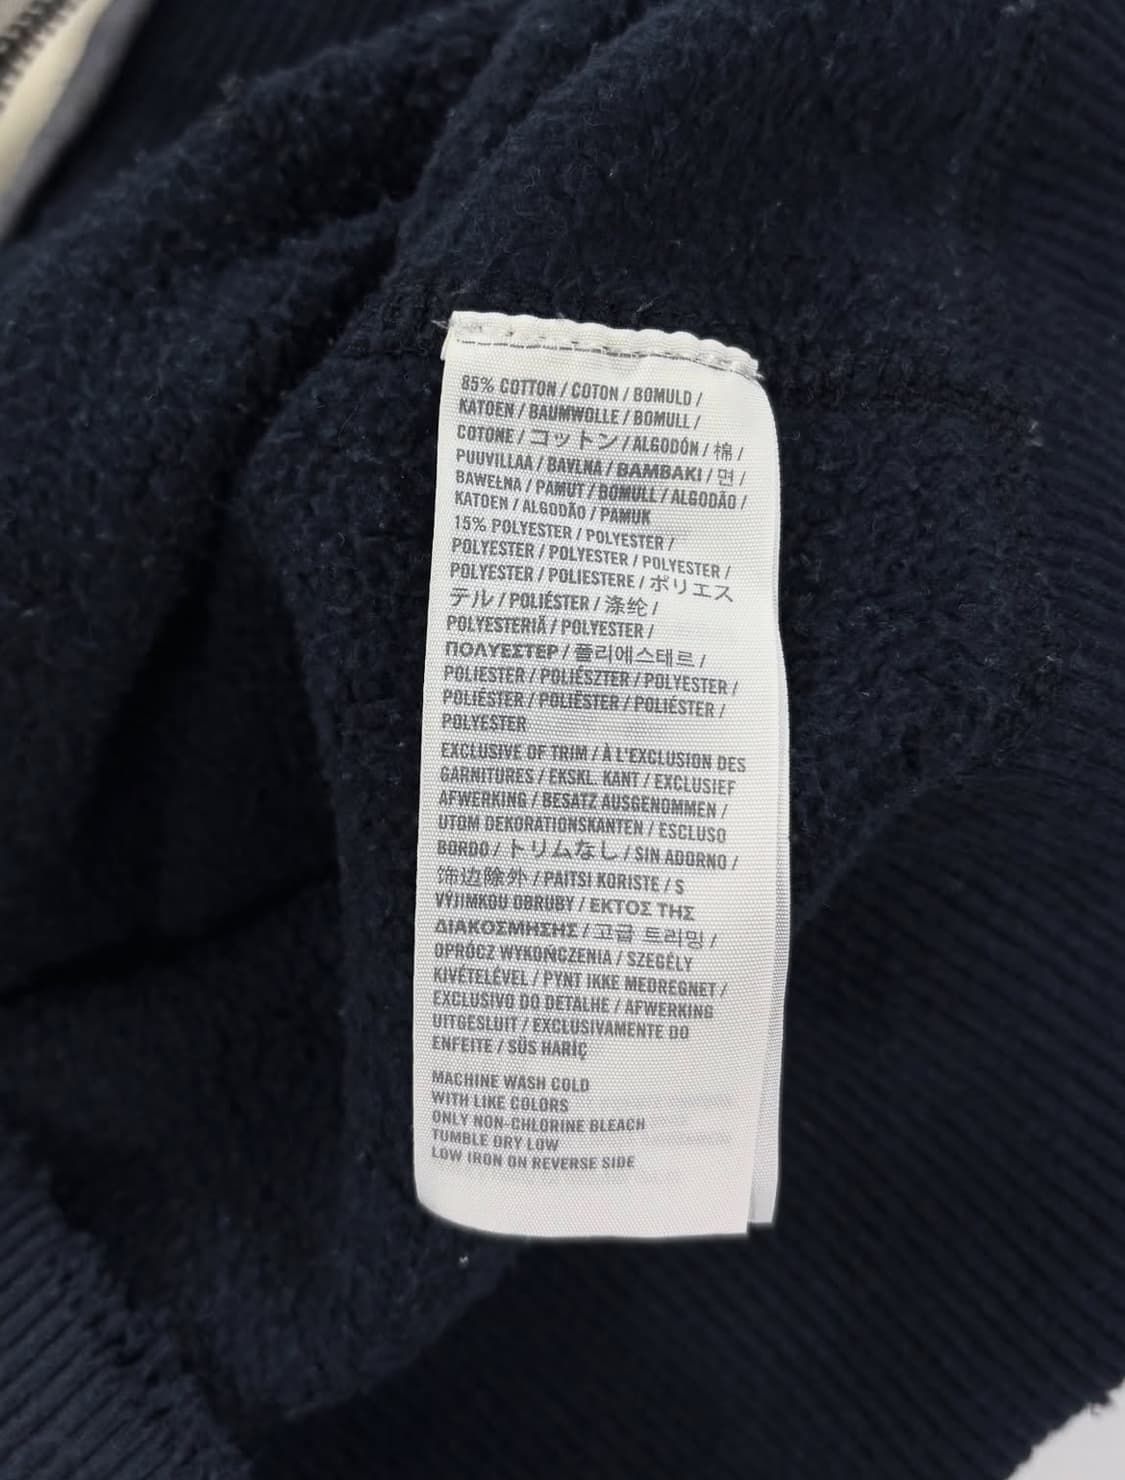 85% COTTON / COTON / BOMULD /
KATOEN / BAUMWOLLE / BOMULL /
COTONE / コットン / ALGODÓN / 棉 /
PUUVILLAA / BAVLNA / ΒΑΜΒΑΚΙ / 면 /
BAWEŁNA / PAMUT / BOMULL / ALGODÃO /
KATOEN / ALGODÃO / PAMUK
15% POLYESTER / POLYESTER /
POLYESTER / POLYESTER / POLYESTER /
POLYESTER / POLIESTERE / ポリエス
テル / POLIÉSTER / 涤纶 /
POLYESTERIÄ / POLYESTER /
ΠΟΛΥΕΣΤΕΡ /폴리에스테르 /
POLIESTER / POLIÉSZTER / POLYESTER /
POLIÉSTER / POLIËSTER / POLIÉSTER /
POLYESTER
EXCLUSIVE OF TRIM / À L'EXCLUSION DES
GARNITURES / EKSKL. KANT / EXCLUSIEF
AFWERKING / BESATZ AUSGENOMMEN /
UTOM DEKORATIONSKANTEN / ESCLUSO
BORDO / トリムなし / SIN ADORNO /
饰边除外 / PAITSI KORISTE / S
VÝJIMKOU OBRUBY / ΕΚΤΟΣ ΤΗΣ
ΔΙΑΚΟΣΜΗΣΗΣ / 고급 트리밍 /
OPRÓCZ WYKOŃCZENIA / SZEGÉLY
KIVÉTELÉVEL / PYNT IKKE MEDREGNET /
EXCLUSIVO DO DETALHE / AFWERKING
UITGESLUIT / EXCLUSIVAMENTE DO
ENFEITE / SÜS HARİÇ
MACHINE WASH COLD
WITH LIKE COLORS
ONLY NON-CHLORINE BLEACH
TUMBLE DRY LOW
LOW IRON ON REVERSE SIDE